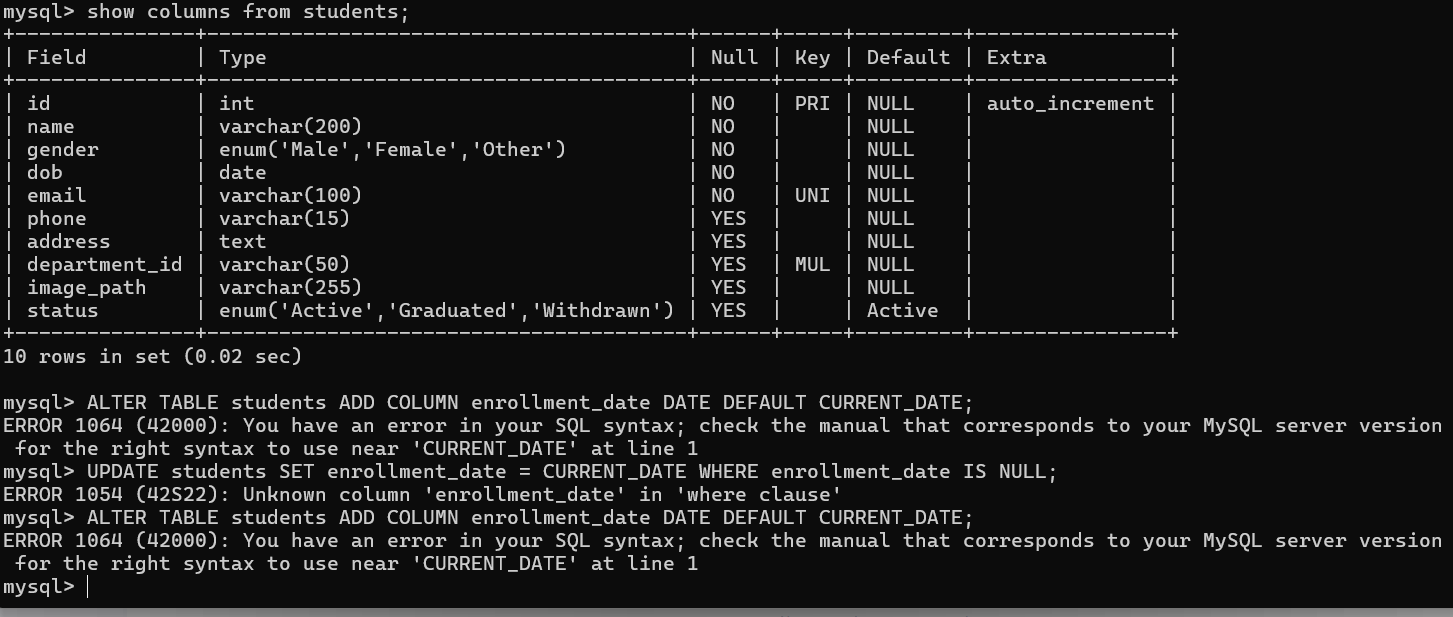 mysql> show columns from students;
+---------------+----------------------------------------+------+-----+---------+----------------+
| Field         | Type                                   | Null | Key | Default | Extra          |
+---------------+----------------------------------------+------+-----+---------+----------------+
| id            | int                                    | NO   | PRI | NULL    | auto_increment |
| name          | varchar(200)                           | NO   |     | NULL    |                |
| gender        | enum('Male','Female','Other')          | NO   |     | NULL    |                |
| dob           | date                                   | NO   |     | NULL    |                |
| email         | varchar(100)                           | NO   | UNI | NULL    |                |
| phone         | varchar(15)                            | YES  |     | NULL    |                |
| address       | text                                   | YES  |     | NULL    |                |
| department_id | varchar(50)                            | YES  | MUL | NULL    |                |
| image_path    | varchar(255)                           | YES  |     | NULL    |                |
| status        | enum('Active','Graduated','Withdrawn') | YES  |     | Active  |                |
+---------------+----------------------------------------+------+-----+---------+----------------+
10 rows in set (0.02 sec)

mysql> ALTER TABLE students ADD COLUMN enrollment_date DATE DEFAULT CURRENT_DATE;
ERROR 1064 (42000): You have an error in your SQL syntax; check the manual that corresponds to your MySQL server version
 for the right syntax to use near 'CURRENT_DATE' at line 1
mysql> UPDATE students SET enrollment_date = CURRENT_DATE WHERE enrollment_date IS NULL;
ERROR 1054 (42S22): Unknown column 'enrollment_date' in 'where clause'
mysql> ALTER TABLE students ADD COLUMN enrollment_date DATE DEFAULT CURRENT_DATE;
ERROR 1064 (42000): You have an error in your SQL syntax; check the manual that corresponds to your MySQL server version
 for the right syntax to use near 'CURRENT_DATE' at line 1
mysql>